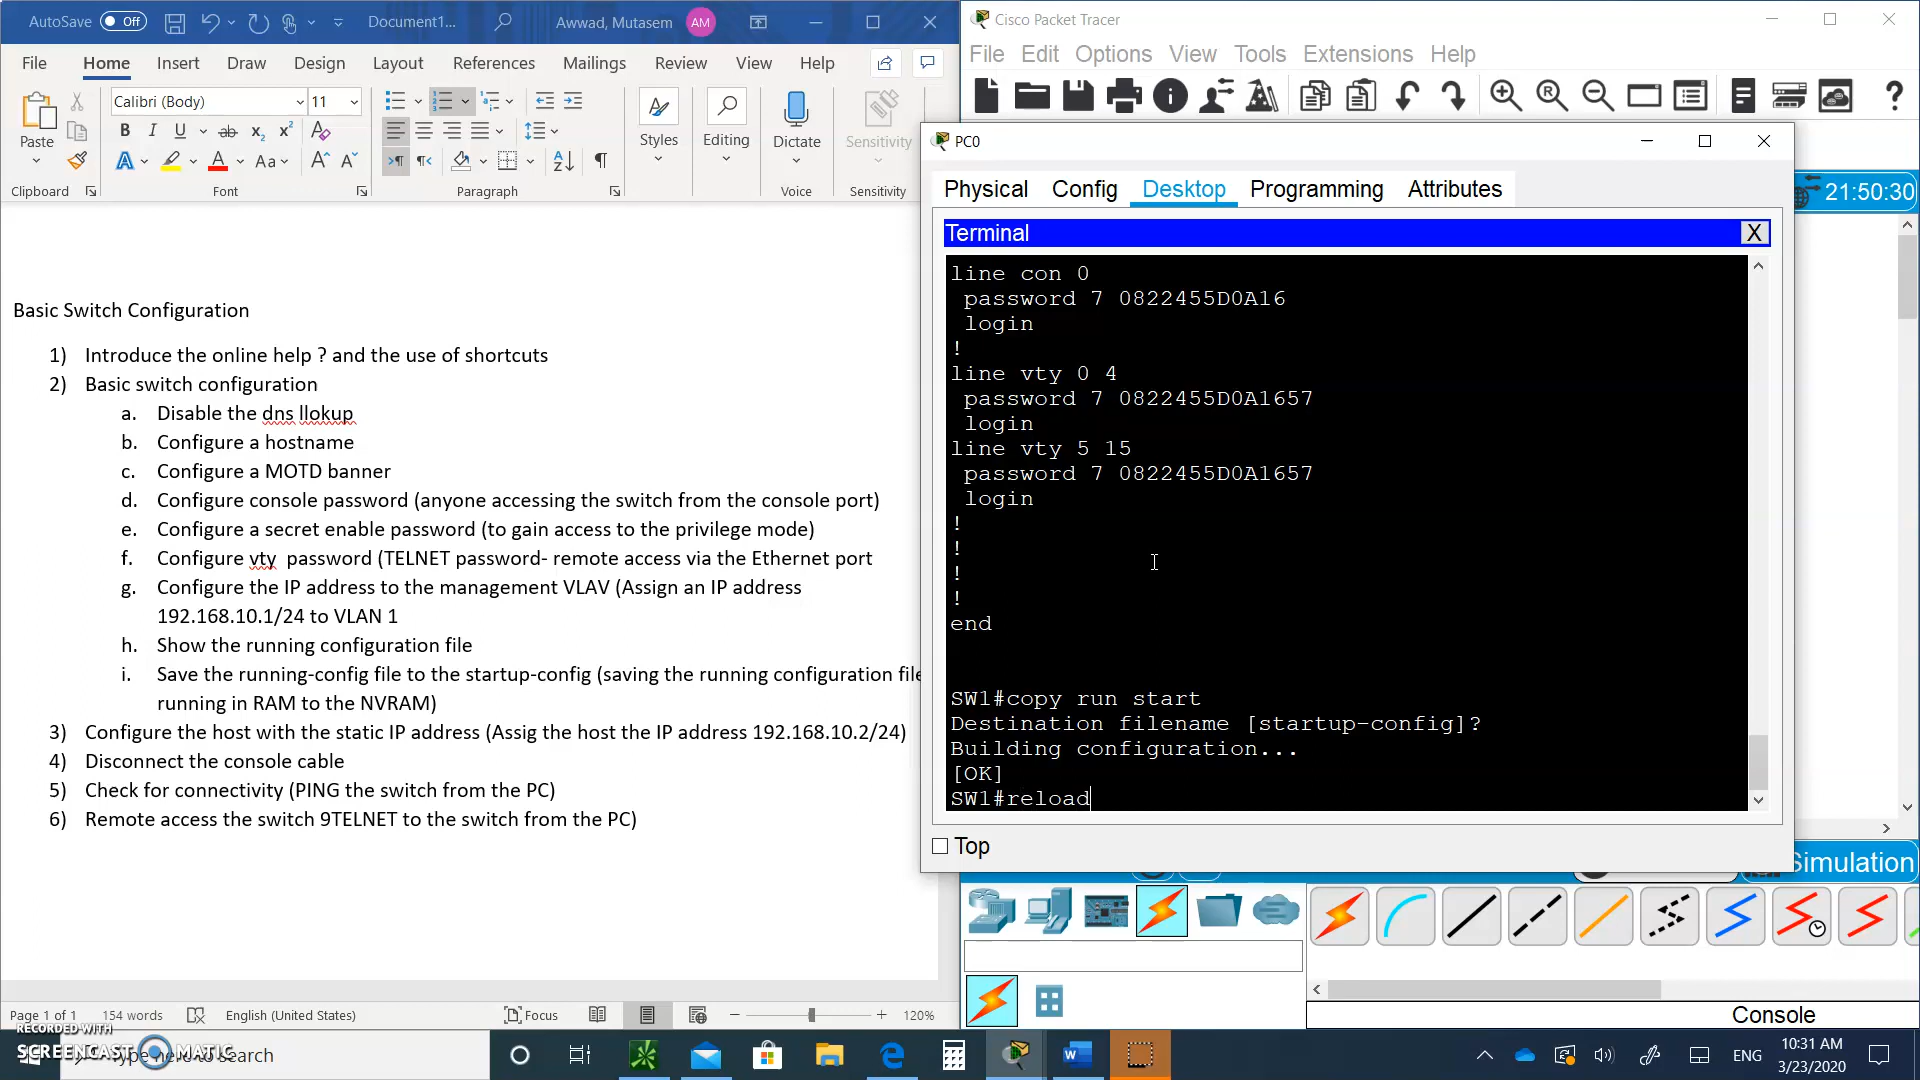 AutoSave Off Document1... Awwad, Mutasem AM
File Home Insert Draw Design Layout References Mailings Review View Help
Calibri (Body) 11
Paste
Styles
Editing
Dictate
Sensitivity
Clipboard Font Paragraph Voice Sensitivity
Basic Switch Configuration
1) Introduce the online help ? and the use of shortcuts
2) Basic switch configuration
a. Disable the dns llokup
b. Configure a hostname
c. Configure a MOTD banner
d. Configure console password (anyone accessing the switch from the console port)
e. Configure a secret enable password (to gain access to the privilege mode)
f. Configure vty password (TELNET password- remote access via the Ethernet port
g. Configure the IP address to the management VLAV (Assign an IP address
192.168.10.1/24 to VLAN 1
h. Show the running configuration file
i. Save the running-config file to the startup-config (saving the running configuration file
running in RAM to the NVRAM)
3) Configure the host with the static IP address (Assig the host the IP address 192.168.10.2/24)
4) Disconnect the console cable
5) Check for connectivity (PING the switch from the PC)
6) Remote access the switch 9TELNET to the switch from the PC)
Page 1 of 1 154 words English (United States) Focus 120%
Cisco Packet Tracer
File Edit Options View Tools Extensions Help
21:50:30
PC0
Physical Config Desktop Programming Attributes
Terminal X
line con 0
password 7 0822455D0A16
login
!
line vty 0 4
password 7 0822455D0A1657
login
line vty 5 15
password 7 0822455D0A1657
login
!
!
!
!
end
SW1#copy run start
Destination filename [startup-config]?
Building configuration...
[OK]
SW1#reload
Top
Simulation
Console
RECORDED WITH
SCREENCAST MATIC
Type here to search
ENG
10:31 AM
3/23/2020